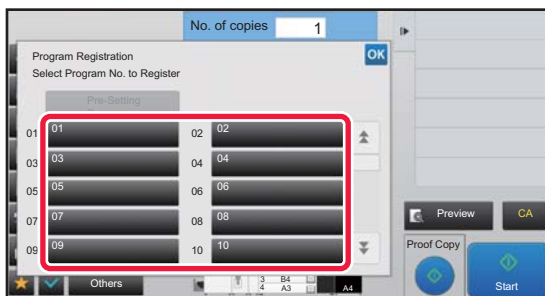 No. of copies 1
Program Registration
OK
Select Program No. to Register
Pre-Setting
01 01 02 02
03 03 04 04
05 05 06 06
07 07 08 08
09 09 10 10
Preview CA
Proof Copy
Others
3 B4
4 A3
A4
Start